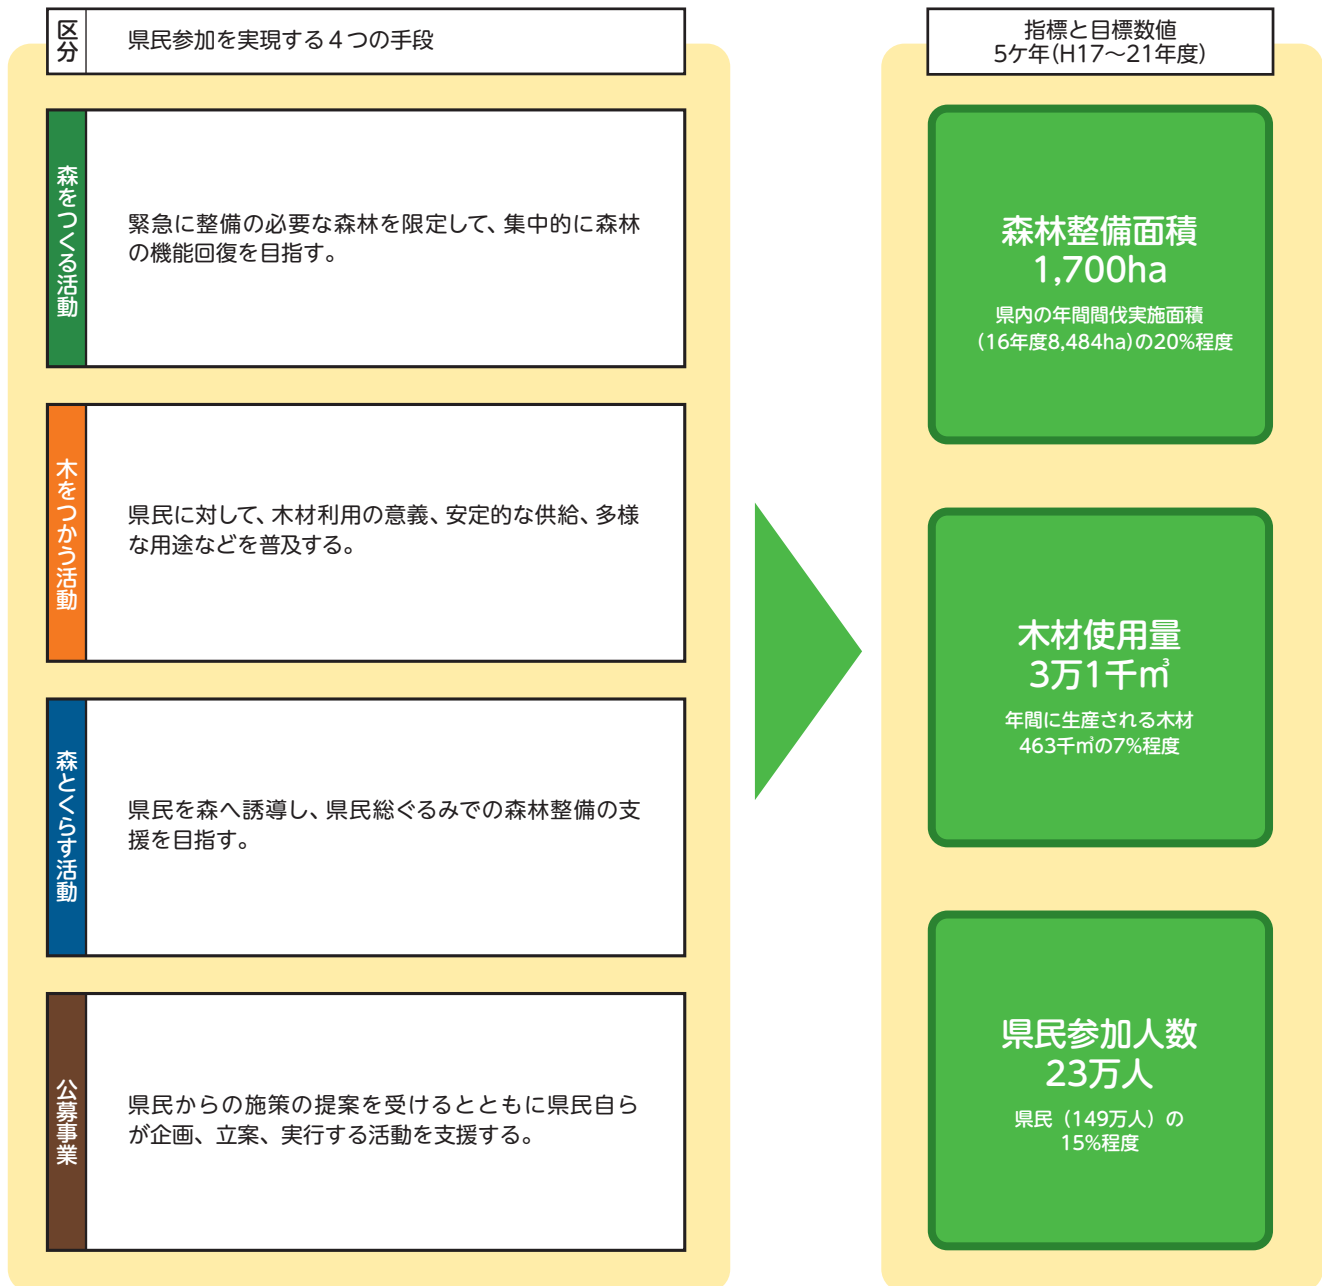 区分
県民参加を実現する４つの手段
森をつくる活動
緊急に整備の必要な森林を限定して、集中的に森林
の機能回復を目指す。
木をつかう活動
県民に対して、木材利用の意義、安定的な供給、多様
な用途などを普及する。
森とくらす活動
県民を森へ誘導し、県民総ぐるみでの森林整備の支
援を目指す。
公募事業
県民からの施策の提案を受けるとともに県民自ら
が企画、立案、実行する活動を支援する。
指標と目標数値
5ケ年(H17〜21年度)
森林整備面積
1,700ha
県内の年間間伐実施面積
(16年度8,484ha)の20%程度
木材使用量
3万1千㎥
年間に生産される木材
463千㎥の7%程度
県民参加人数
23万人
県民（149万人）の
15%程度